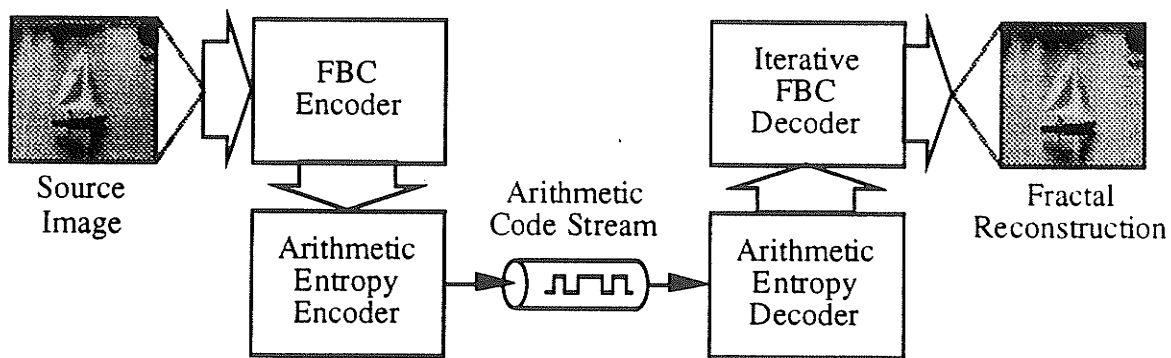 Source
Image
FBC
Encoder
Arithmetic
Entropy
Encoder
Arithmetic
Code Stream
Arithmetic
Entropy
Decoder
Iterative
FBC
Decoder
Fractal
Reconstruction